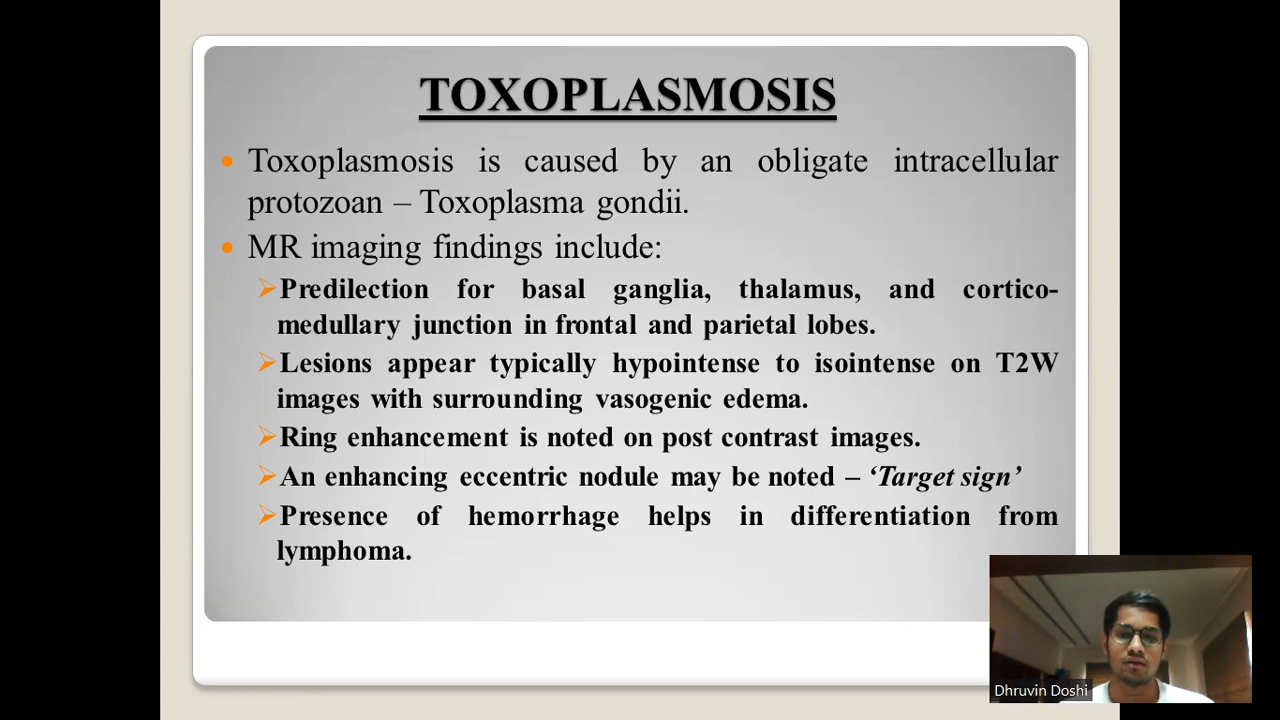 TOXOPLASMOSIS
Toxoplasmosis is caused by an obligate intracellular
protozoan – Toxoplasma gondii.
MR imaging findings include:
Predilection for basal ganglia, thalamus, and cortico-
medullary junction in frontal and parietal lobes.
Lesions appear typically hypointense to isointense on T2W
images with surrounding vasogenic edema.
Ring enhancement is noted on post contrast images.
An enhancing eccentric nodule may be noted – ‘Target sign’
Presence of hemorrhage helps in differentiation from
lymphoma.
Dhruvin Doshi